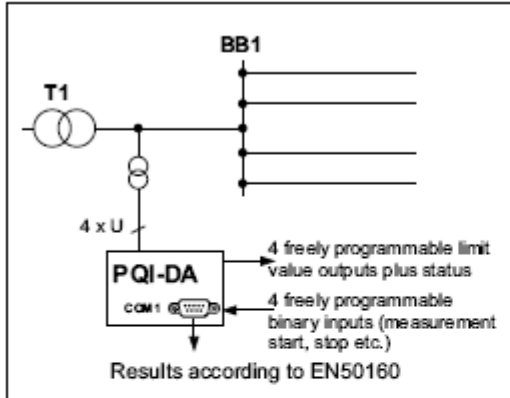 BB1
T1
4 x U
PQI-DA
COM1
4 freely programmable limit
value outputs plus status
4 freely programmable
binary inputs (measurement
start, stop etc.)
Results according to EN50160